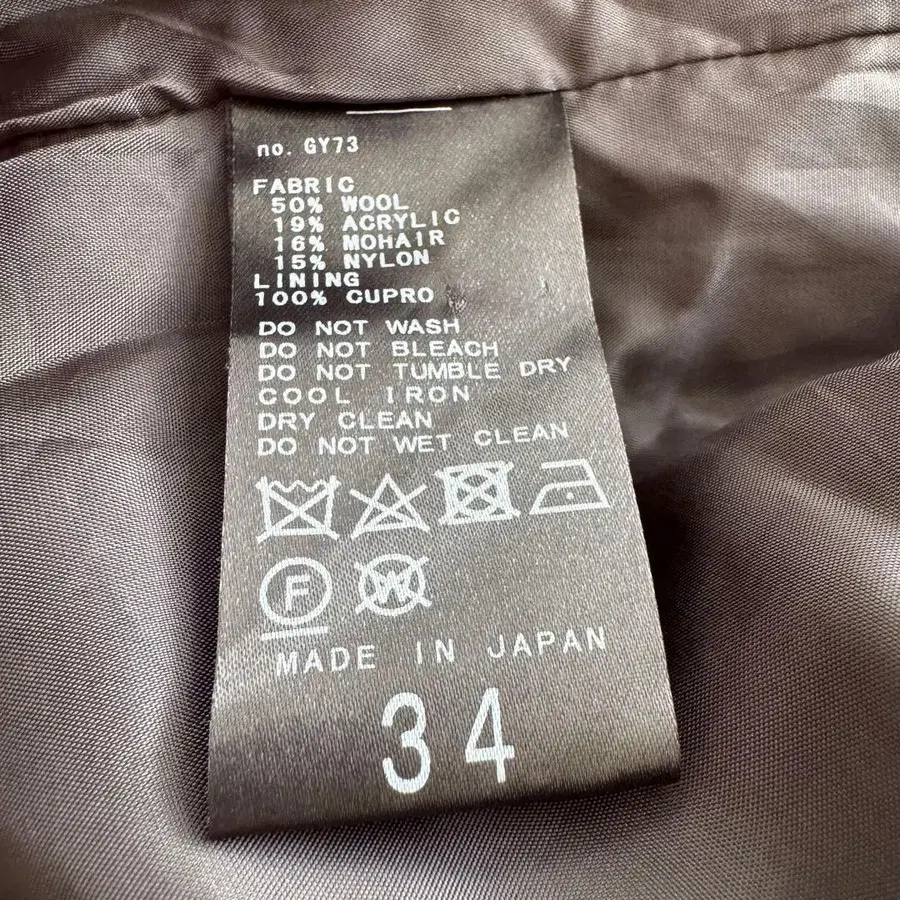 no. GY73
FABRIC
50% WOOL
19% ACRYLIC
16% MOHAIR
15% NYLON
LINING
100% CUPRO
DO NOT WASH
DO NOT BLEACH
DO NOT TUMBLE DRY
COOL IRON
DRY CLEAN
DO NOT WET CLEAN
F W
MADE IN JAPAN
34